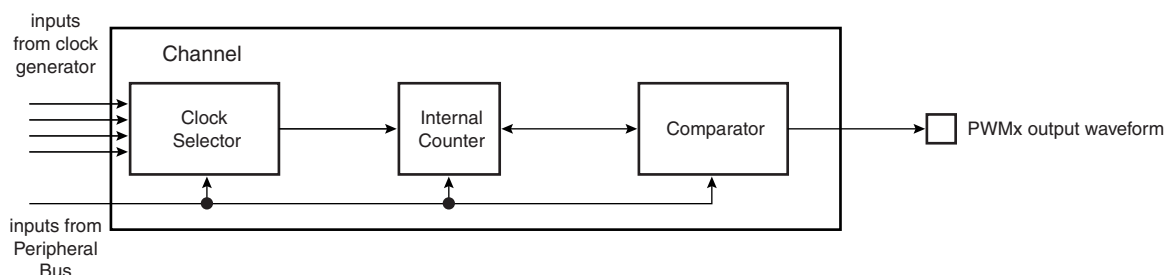 inputs
from clock
generator
Channel
Clock
Selector
Internal
Counter
Comparator
PWMx output waveform
inputs from
Peripheral
Bus